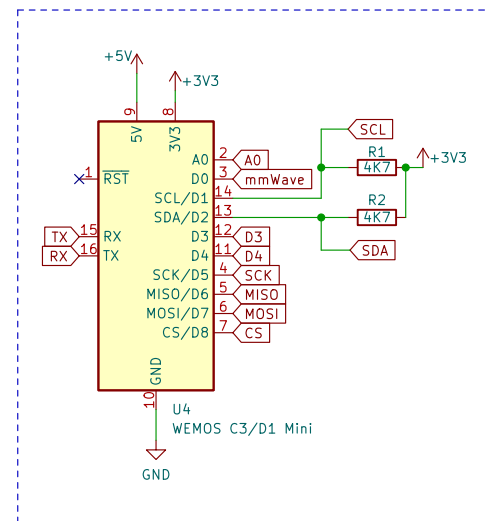 +5V
+3V3
9
8
5V
3V3
1
RST
A0
2
A0
D0
3
mmWave
SCL/D1
14
SDA/D2
13
15
RX
TX
D3
12
D3
16
TX
RX
D4
11
D4
SCK/D5
4
SCK
MISO/D6
5
MISO
MOSI/D7
6
MOSI
CS/D8
7
CS
GND
10
SCL
R1
4K7
+3V3
R2
4K7
SDA
U4
WEMOS C3/D1 Mini
GND